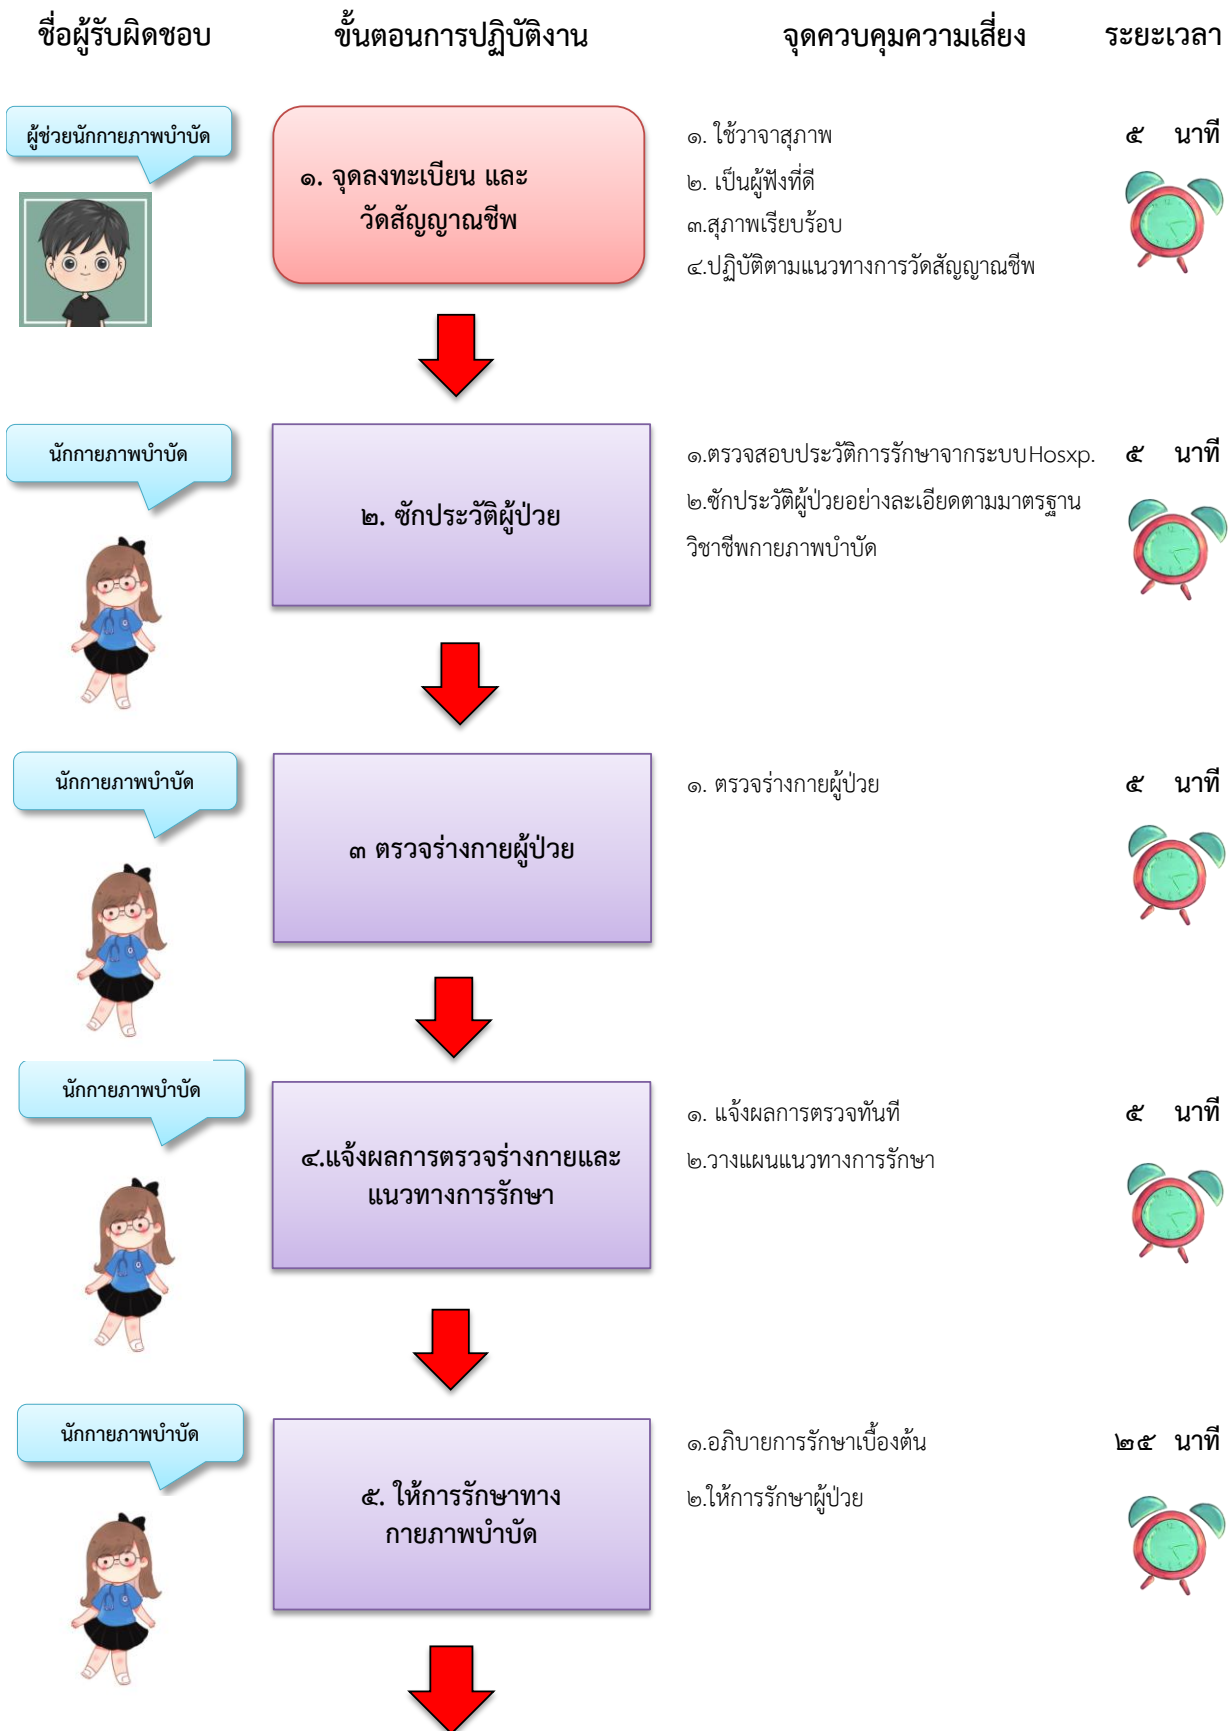 ชื่อผู้รับผิดชอบ ขั้นตอนการปฏิบัติงาน จุดควบคุมความเสี่ยง ระยะเวลา
ผู้ช่วยนักกายภาพบำบัด
๑. จุดลงทะเบียน และ
วัดสัญญาณชีพ
๑. ใช้วาจาสุภาพ
๒. เป็นผู้ฟังที่ดี
๓.สุภาพเรียบร้อบ
๔.ปฏิบัติตามแนวทางการวัดสัญญาณชีพ
๕ นาที
นักกายภาพบำบัด
๒. ซักประวัติผู้ป่วย
๑.ตรวจสอบประวัติการรักษาจากระบบHosxp.
๒.ซักประวัติผู้ป่วยอย่างละเอียดตามมาตรฐาน
วิชาชีพกายภาพบำบัด
๕ นาที
นักกายภาพบำบัด
๓ ตรวจร่างกายผู้ป่วย
๑. ตรวจร่างกายผู้ป่วย
๕ นาที
นักกายภาพบำบัด
๔.แจ้งผลการตรวจร่างกายและ
แนวทางการรักษา
๑. แจ้งผลการตรวจทันที
๒.วางแผนแนวทางการรักษา
๕ นาที
นักกายภาพบำบัด
๕. ให้การรักษาทาง
กายภาพบำบัด
๑.อภิบายการรักษาเบื้องต้น
๒.ให้การรักษาผู้ป่วย
๒๕ นาที